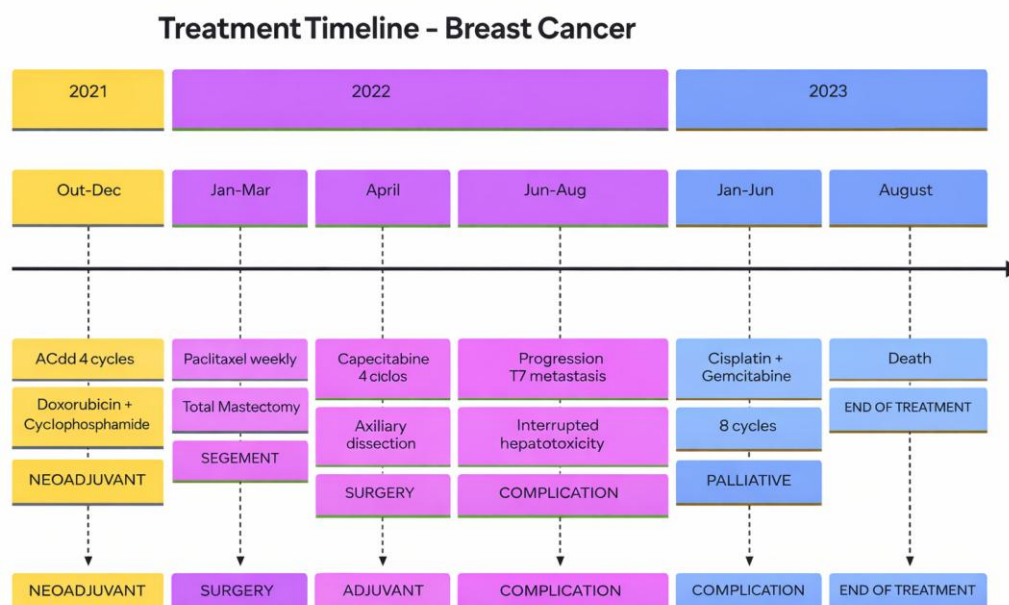 Treatment Timeline - Breast Cancer
2021
2022
2023
Out-Dec
Jan-Mar
April
Jun-Aug
Jan-Jun
August
ACdd 4 cycles
Doxorubicin +
Cyclophosphamide
NEOADJUVANT
Paclitaxel weekly
Total Mastectomy
SEGEMENT
Capecitabine
4 ciclos
Axiliary
dissection
SURGERY
Progression
T7 metastasis
Interrupted
hepatotoxicity
COMPLICATION
Cisplatin +
Gemcitabine
8 cycles
PALLIATIVE
Death
END OF TREATMENT
NEOADJUVANT
SURGERY
ADJUVANT
COMPLICATION
COMPLICATION
END OF TREATMENT